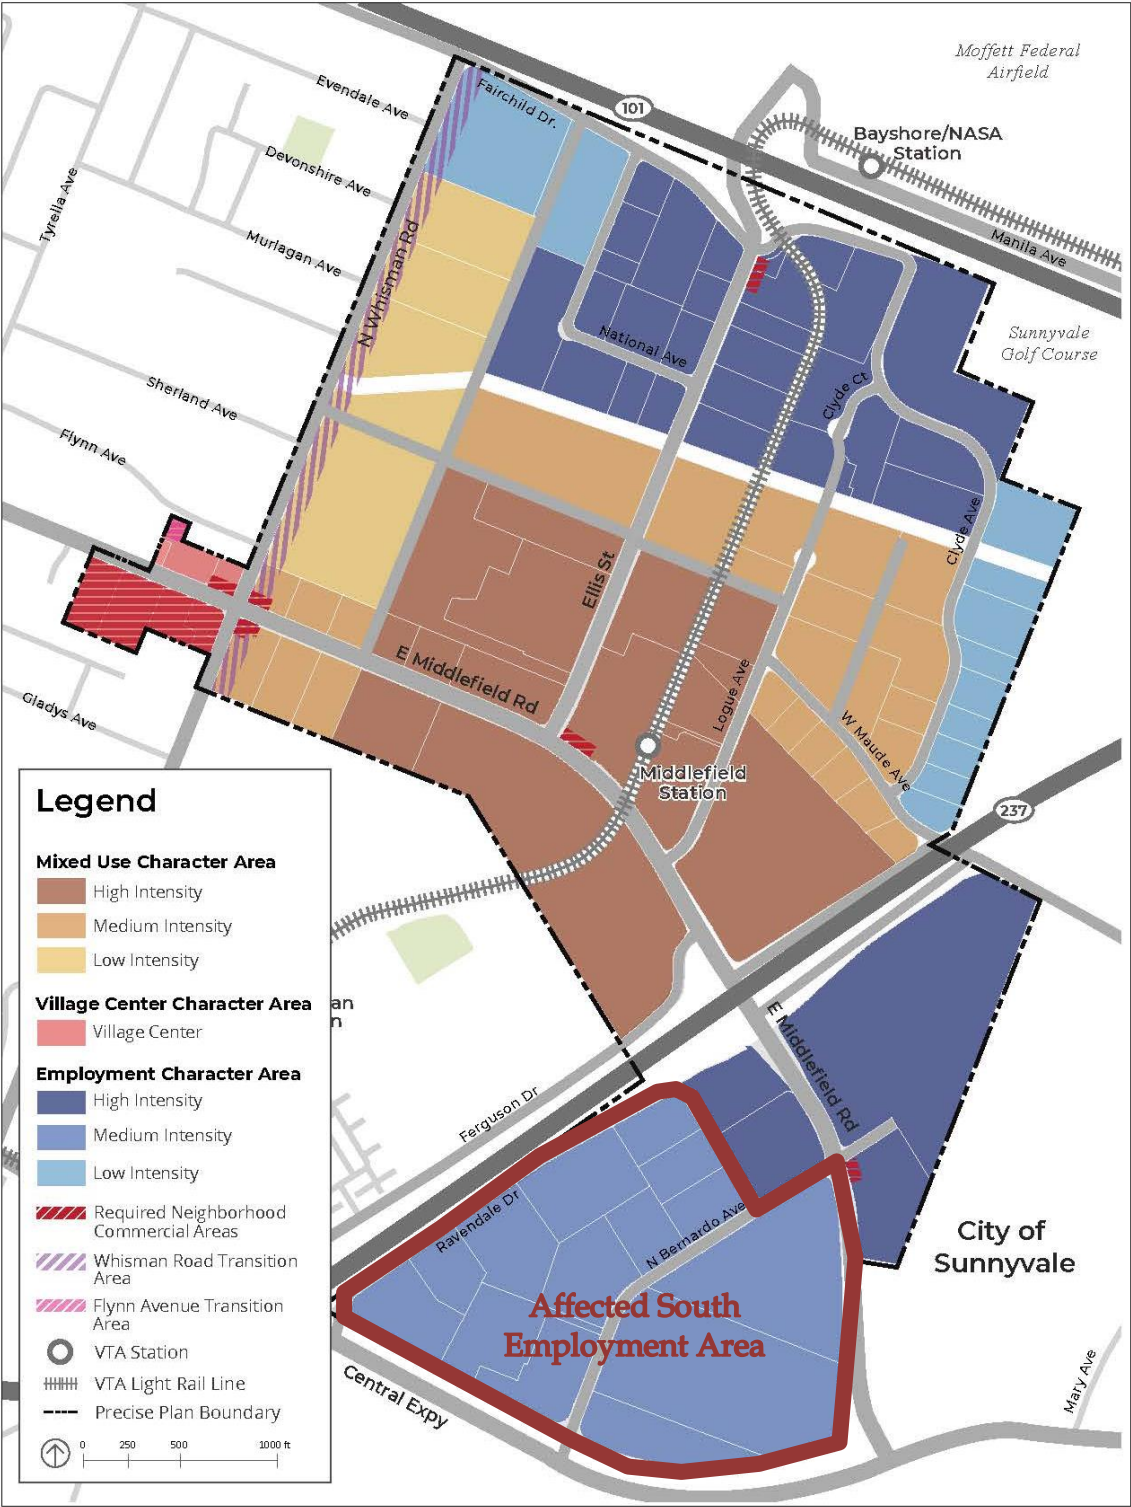 Moffett Federal
Airfield
Evendale Ave
Fairchild Dr.
101
Bayshore/NASA
Station
Devonshire Ave
Tyrella Ave
Murlagan Ave
N Whisman Rd
Manila Ave
Sunnyvale
Golf Course
National Ave
Clyde Ct
Sherland Ave
Flynn Ave
Clyde Ave
Ellis St
E Middlefield Rd
Logue Ave
W Maude Ave
Gladys Ave
Middlefield
Station
237
an
n
E Middlefield Rd
Ferguson Dr
Ravendale Dr
N Bernardo Ave
City of
Sunnyvale
Affected South
Employment Area
Central Expy
Mary Ave
Legend
Mixed Use Character Area
High Intensity
Medium Intensity
Low Intensity
Village Center Character Area
Village Center
Employment Character Area
High Intensity
Medium Intensity
Low Intensity
Required Neighborhood
Commercial Areas
Whisman Road Transition
Area
Flynn Avenue Transition
Area
VTA Station
VTA Light Rail Line
Precise Plan Boundary
0 250 500 1000 ft